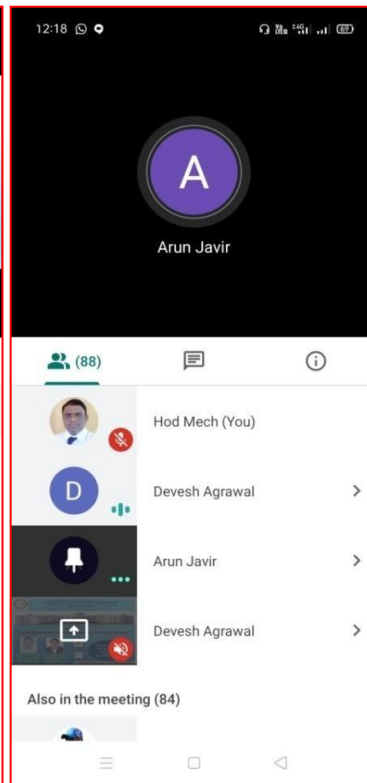 12:18
69
A
Arun Javir
(88)
Hod Mech (You)
D
Devesh Agrawal
Arun Javir
Devesh Agrawal
Also in the meeting (84)